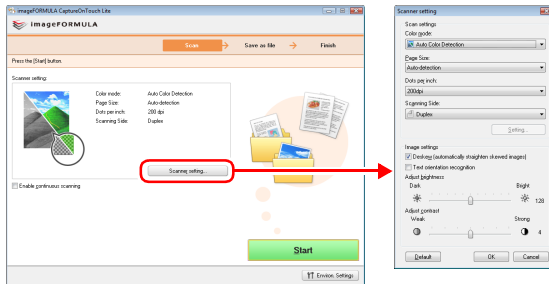 imageFORMULA CaptureOnTouch Lite
imageFORMULA
Scan
Save as file
Finish
Press the [Start] button.
Scanner setting:
Color mode: Auto Color Detection
Page Size: Auto-detection
Dots per inch: 200 dpi
Scanning Side: Duplex
Scanner setting...
Enable continuous scanning
Start
Environ. Settings
Scanner setting
Scan settings
Color mode:
Auto Color Detection
Page Size:
Auto-detection
Dots per inch:
200dpi
Scanning Side:
Duplex
Setting...
Image settings
Deskew (automatically straighten skewed images)
Text orientation recognition
Adjust brightness
Dark Bright
128
Adjust contrast
Weak Strong
4
Default OK Cancel